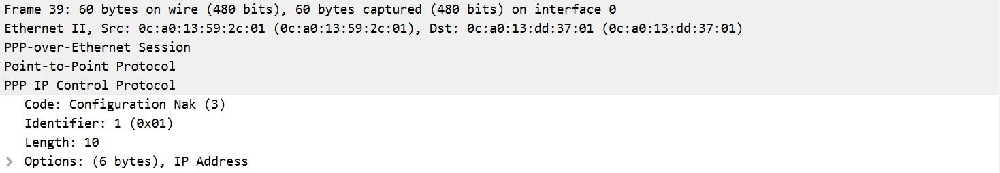 Frame 39: 60 bytes on wire (480 bits), 60 bytes captured (480 bits) on interface 0
Ethernet II, Src: 0c:a0:13:59:2c:01 (0c:a0:13:59:2c:01), Dst: 0c:a0:13:dd:37:01 (0c:a0:13:dd:37:01)
PPP-over-Ethernet Session
Point-to-Point Protocol
PPP IP Control Protocol
Code: Configuration Nak (3)
Identifier: 1 (0x01)
Length: 10
Options: (6 bytes), IP Address